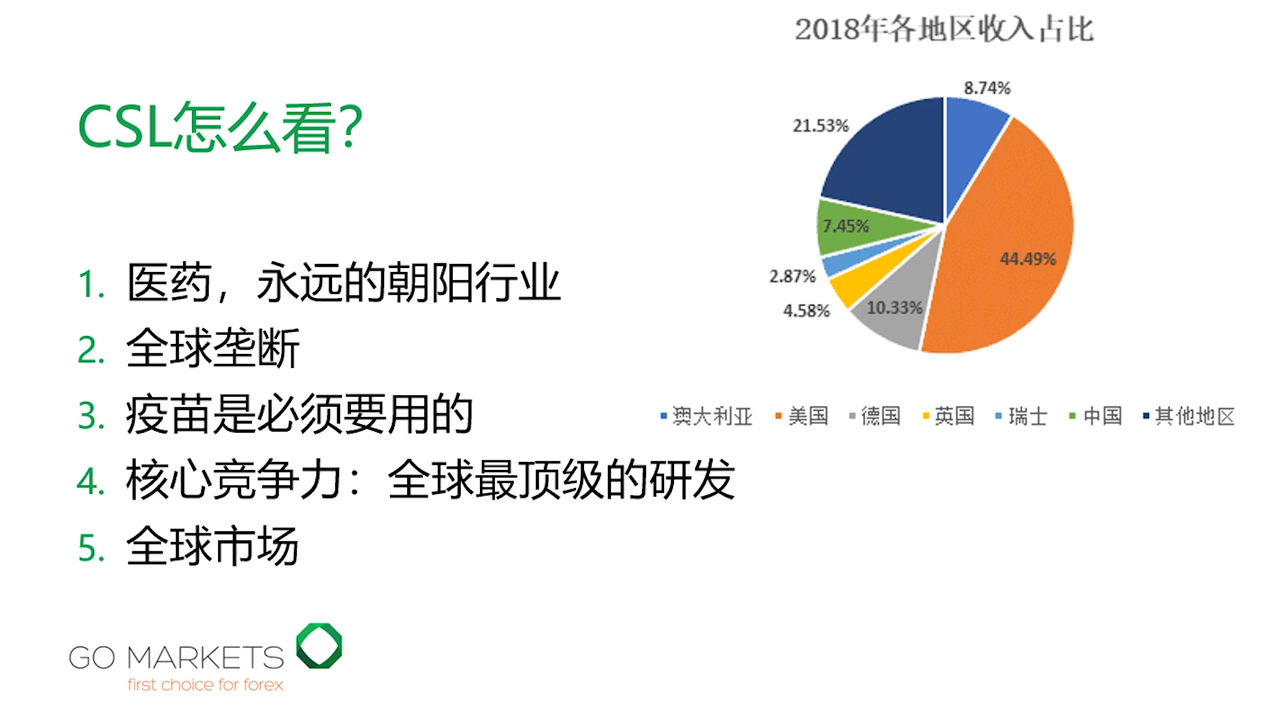 CSL怎么看？
1. 医药，永远的朝阳行业
2. 全球垄断
3. 疫苗是必须要用的
4. 核心竞争力：全球最顶级的研发
5. 全球市场
2018年各地区收入占比
8.74%
44.49%
10.33%
4.58%
2.87%
7.45%
21.53%
澳大利亚 美国 德国 英国 瑞士 中国 其他地区
GO MARKETS
first choice for forex